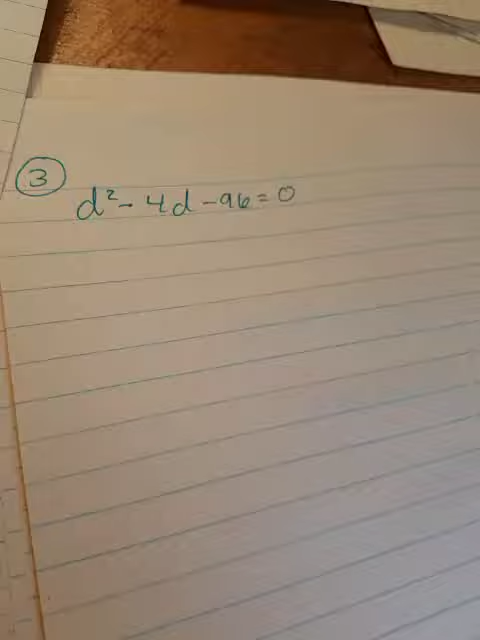 3
d² - 4d - 96 = 0